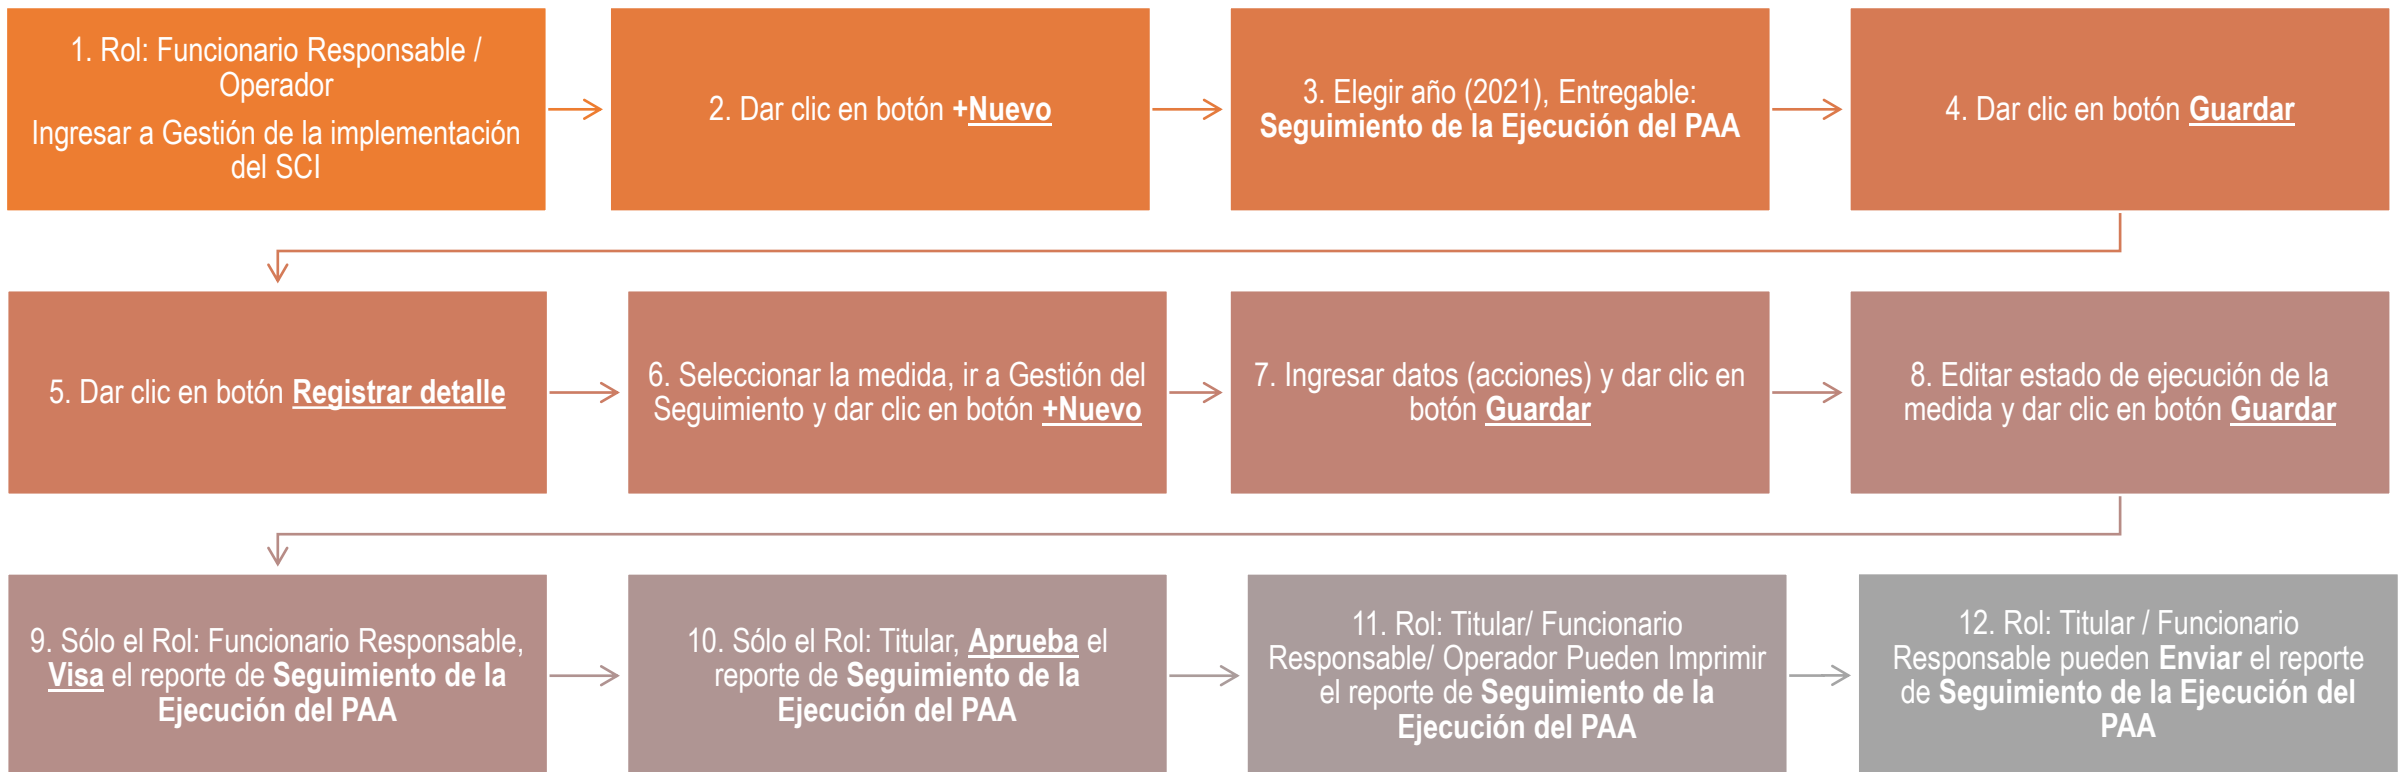 1. Rol: Funcionario Responsable /
Operador
Ingresar a Gestión de la implementación
del SCI
2. Dar clic en botón +Nuevo
3. Elegir año (2021), Entregable:
Seguimiento de la Ejecución del PAA
4. Dar clic en botón Guardar
5. Dar clic en botón Registrar detalle
6. Seleccionar la medida, ir a Gestión del
Seguimiento y dar clic en botón +Nuevo
7. Ingresar datos (acciones) y dar clic en
botón Guardar
8. Editar estado de ejecución de la
medida y dar clic en botón Guardar
9. Sólo el Rol: Funcionario Responsable,
Visa el reporte de Seguimiento de la
Ejecución del PAA
10. Sólo el Rol: Titular, Aprueba el
reporte de Seguimiento de la
Ejecución del PAA
11. Rol: Titular/ Funcionario
Responsable/ Operador Pueden Imprimir
el reporte de Seguimiento de la
Ejecución del PAA
12. Rol: Titular / Funcionario
Responsable pueden Enviar el reporte
de Seguimiento de la Ejecución del
PAA